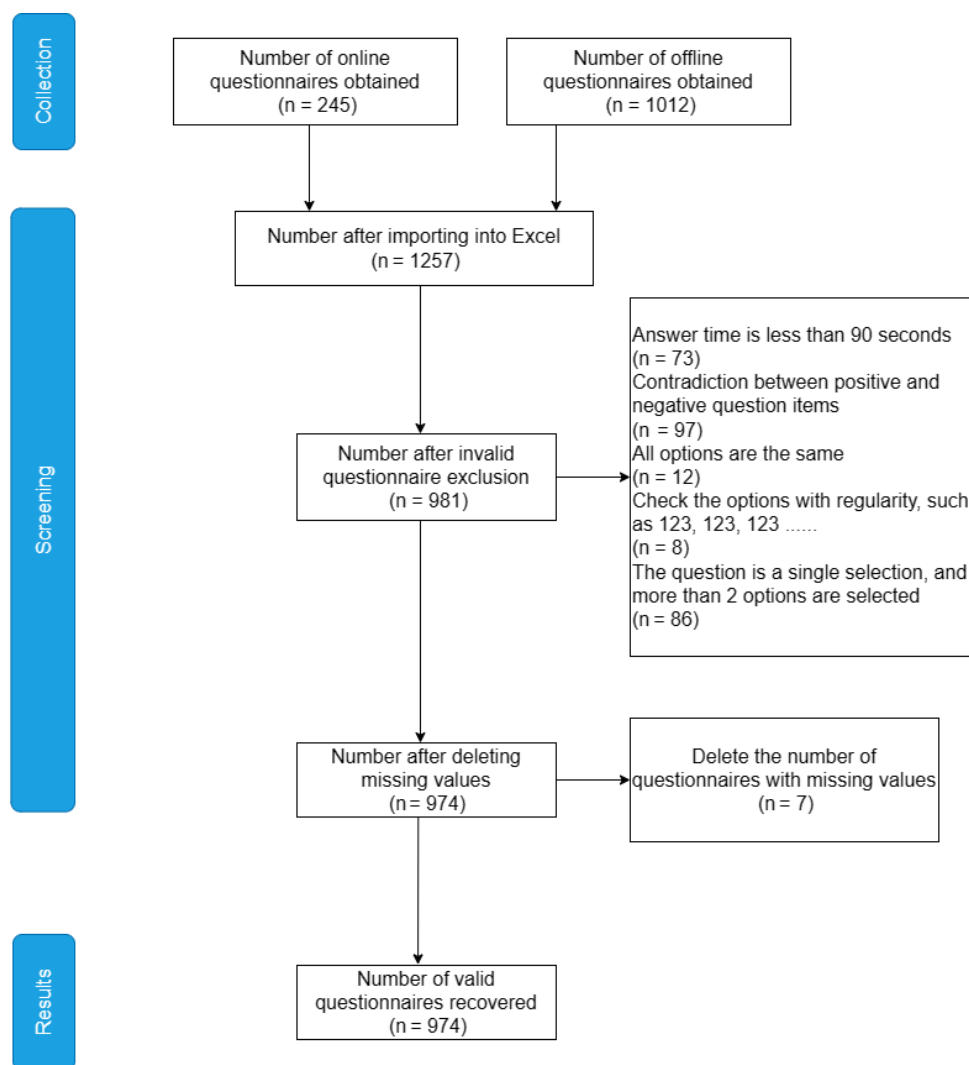 Collection
Number of online
questionnaires obtained
(n = 245)
Number of offline
questionnaires obtained
(n = 1012)
Screening
Number after importing into Excel
(n = 1257)
Number after invalid
questionnaire exclusion
(n = 981)
Answer time is less than 90 seconds
(n = 73)
Contradiction between positive and
negative question items
(n = 97)
All options are the same
(n = 12)
Check the options with regularity, such
as 123, 123, 123 ......
(n = 8)
The question is a single selection, and
more than 2 options are selected
(n = 86)
Number after deleting
missing values
(n = 974)
Delete the number of
questionnaires with missing values
(n = 7)
Results
Number of valid
questionnaires recovered
(n = 974)